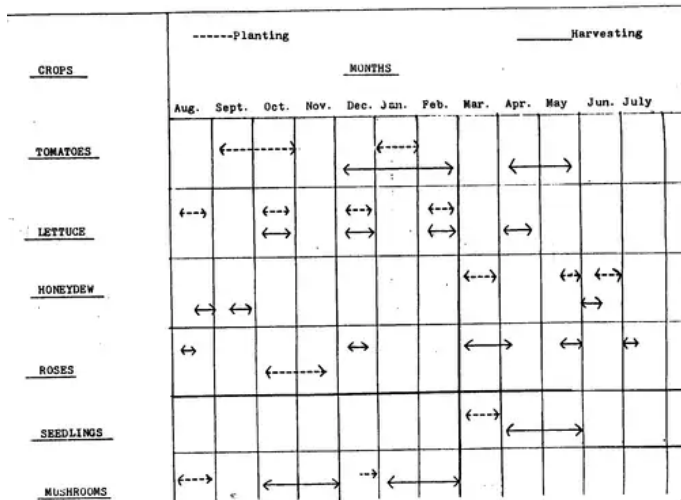 ------Planting ______Harvesting
CROPS MONTHS
Aug. Sept. Oct. Nov. Dec. Jan. Feb. Mar. Apr. May Jun. July
TOMATOES
LETTUCE
HONEYDEW
ROSES
SEEDLINGS
MUSHROOMS